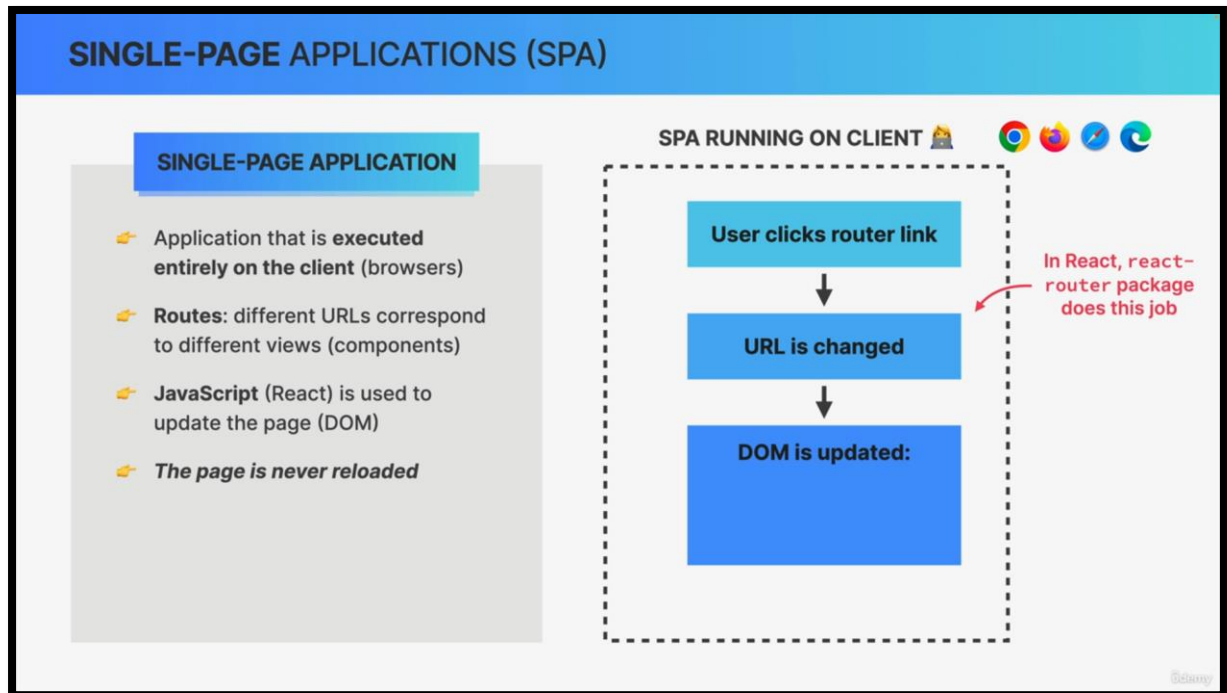 SINGLE-PAGE APPLICATIONS (SPA)
SINGLE-PAGE APPLICATION
Application that is executed
entirely on the client (browsers)
Routes: different URLs correspond
to different views (components)
JavaScript (React) is used to
update the page (DOM)
The page is never reloaded
SPA RUNNING ON CLIENT
User clicks router link
URL is changed
DOM is updated:
In React, react-
router package
does this job